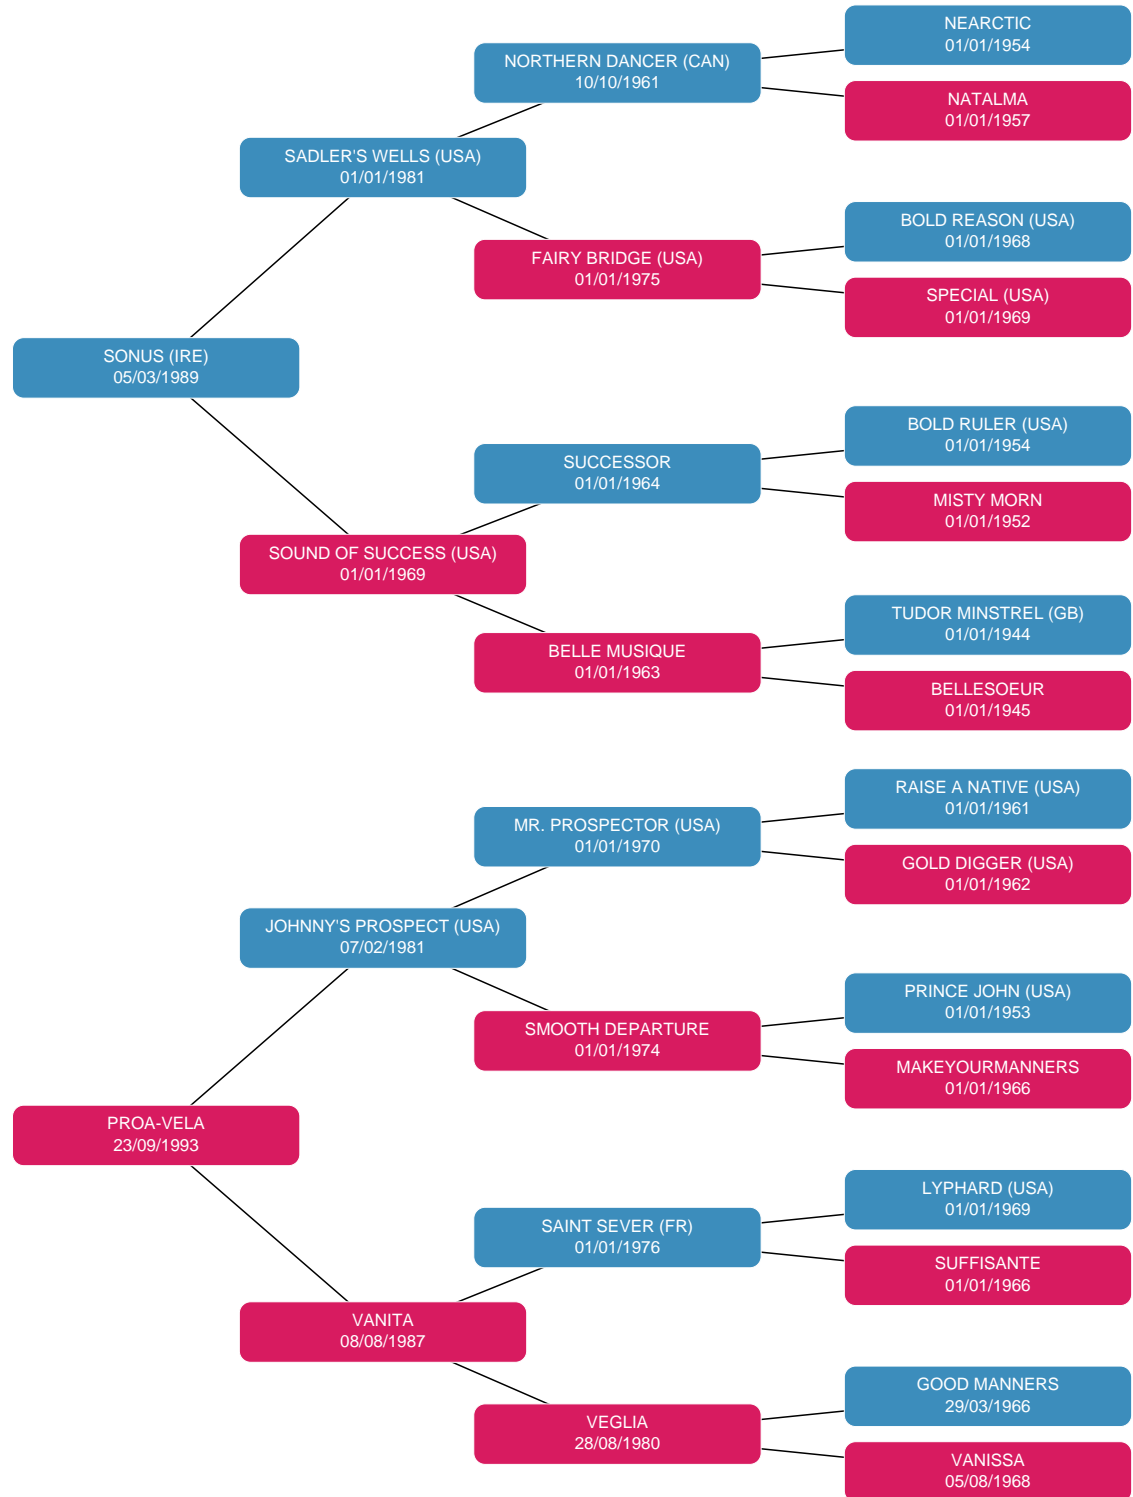 NEARCTIC
01/01/1954
NORTHERN DANCER (CAN)
10/10/1961
NATALMA
01/01/1957
SADLER'S WELLS (USA)
01/01/1981
BOLD REASON (USA)
01/01/1968
FAIRY BRIDGE (USA)
01/01/1975
SPECIAL (USA)
01/01/1969
SONUS (IRE)
05/03/1989
BOLD RULER (USA)
01/01/1954
SUCCESSOR
01/01/1964
MISTY MORN
01/01/1952
SOUND OF SUCCESS (USA)
01/01/1969
TUDOR MINSTREL (GB)
01/01/1944
BELLE MUSIQUE
01/01/1963
BELLESOEUR
01/01/1945
RAISE A NATIVE (USA)
01/01/1961
MR. PROSPECTOR (USA)
01/01/1970
GOLD DIGGER (USA)
01/01/1962
JOHNNY'S PROSPECT (USA)
07/02/1981
PRINCE JOHN (USA)
01/01/1953
SMOOTH DEPARTURE
01/01/1974
MAKEYOURMANNERS
01/01/1966
PROA-VELA
23/09/1993
LYPHARD (USA)
01/01/1969
SAINT SEVER (FR)
01/01/1976
SUFFISANTE
01/01/1966
VANITA
08/08/1987
GOOD MANNERS
29/03/1966
VEGLIA
28/08/1980
VANISSA
05/08/1968